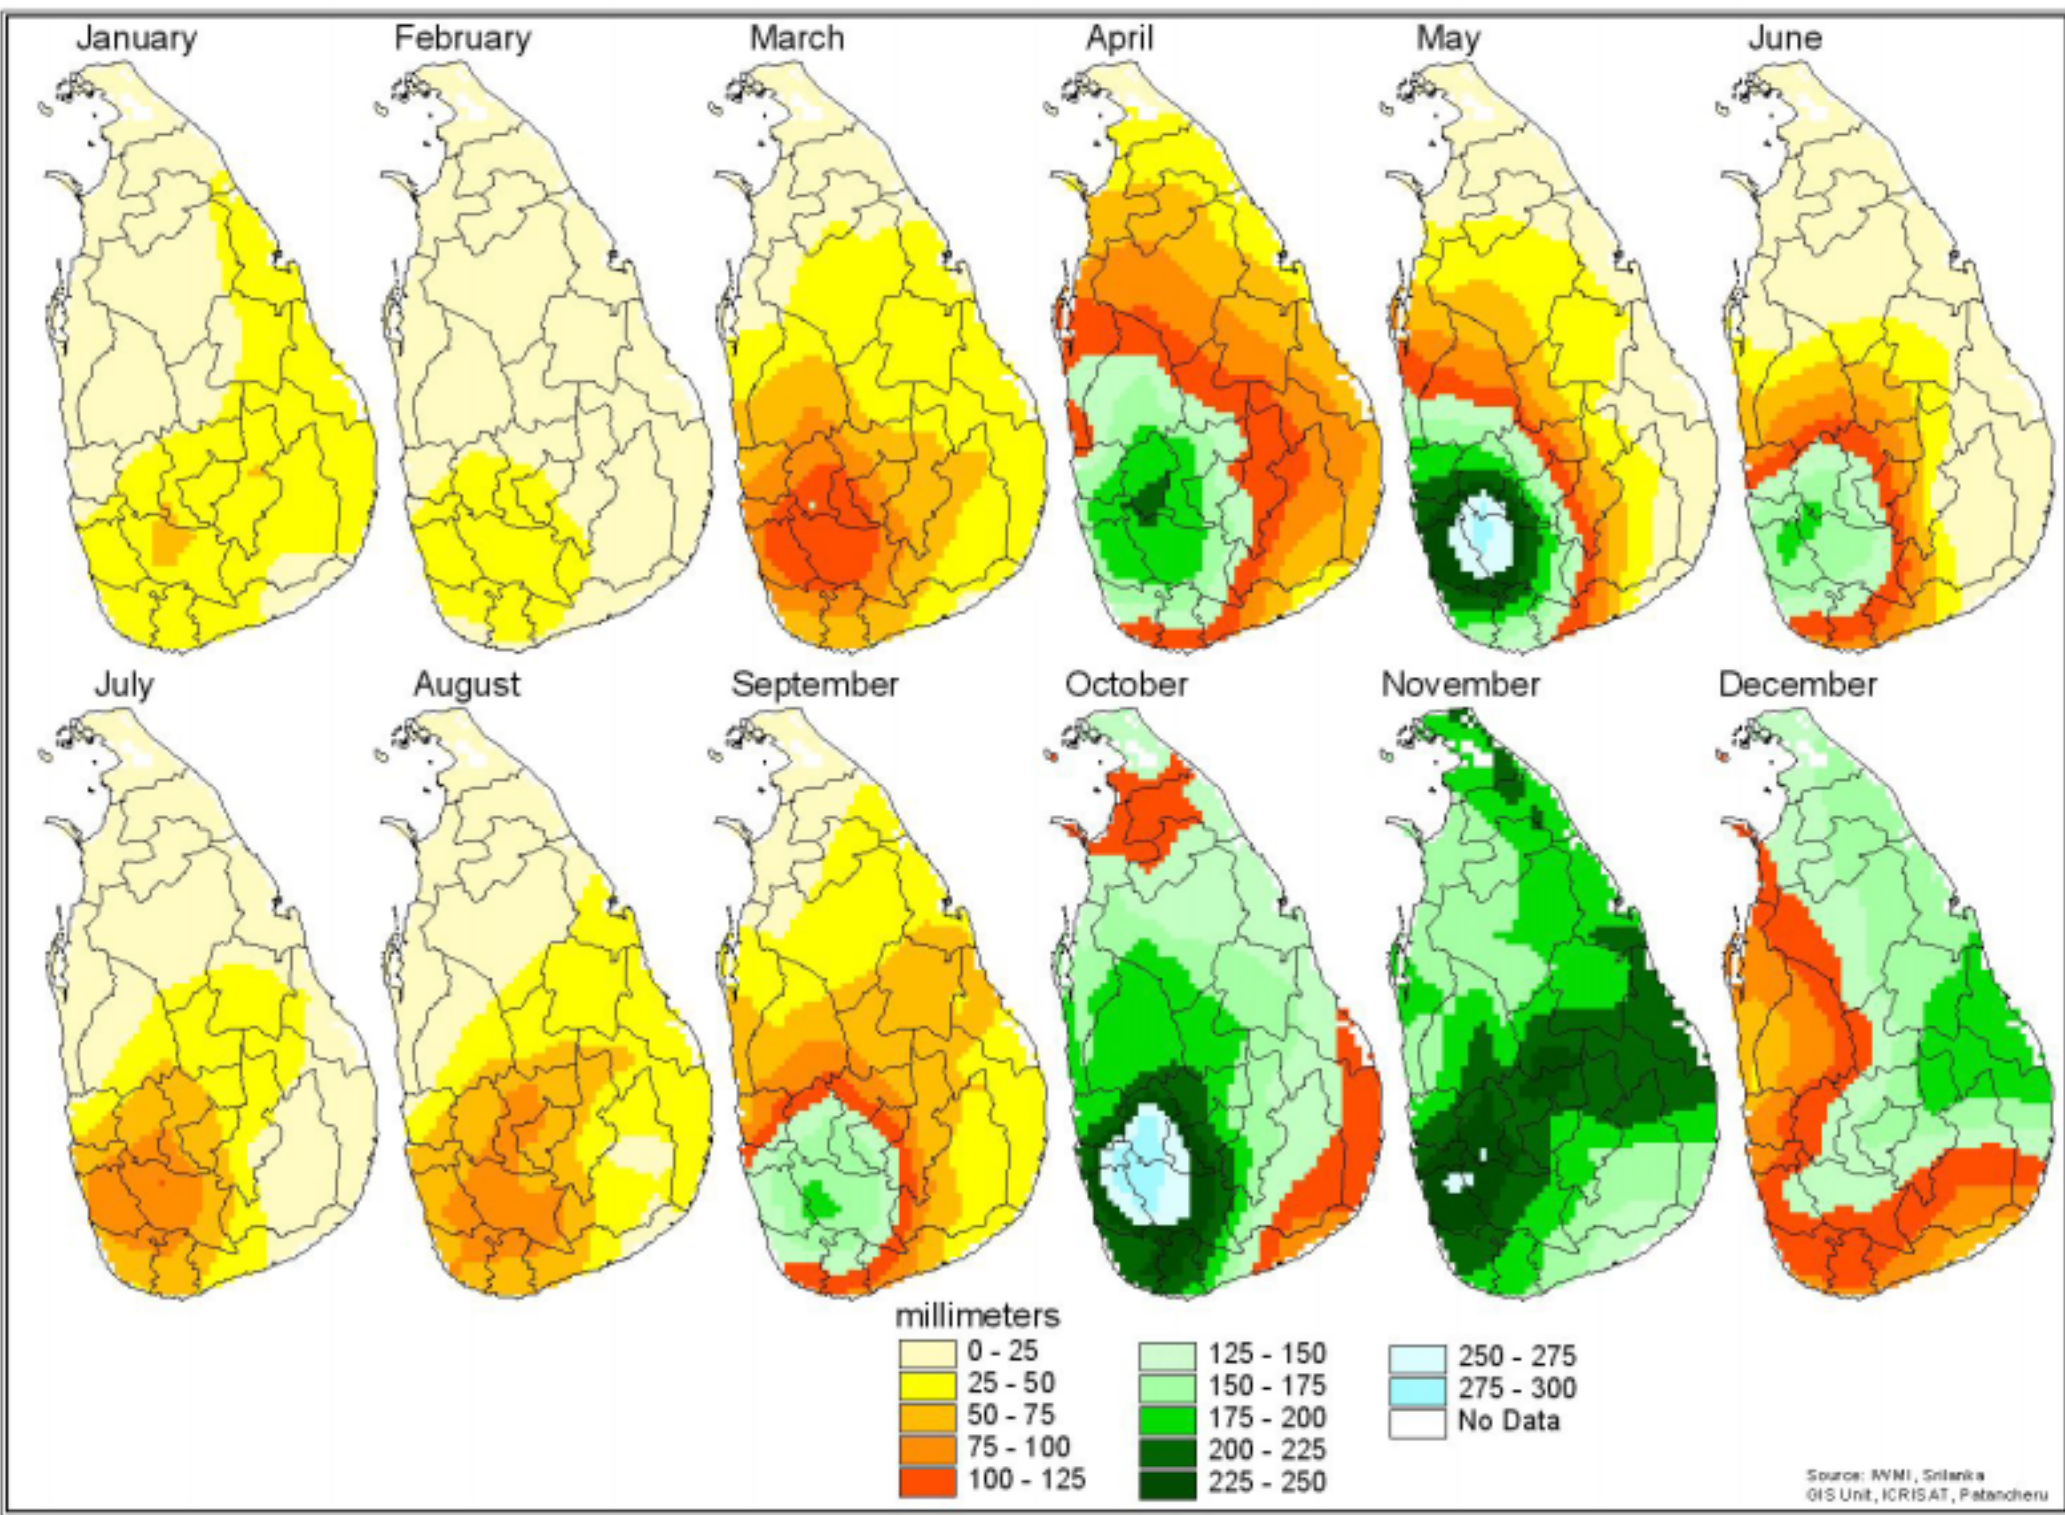 January
February
March
April
May
June
July
August
September
October
November
December
millimeters
0 - 25
25 - 50
50 - 75
75 - 100
100 - 125
125 - 150
150 - 175
175 - 200
200 - 225
225 - 250
250 - 275
275 - 300
No Data
Source: IWMI, Srilanka
GIS Unit, ICRISAT, Patancheru